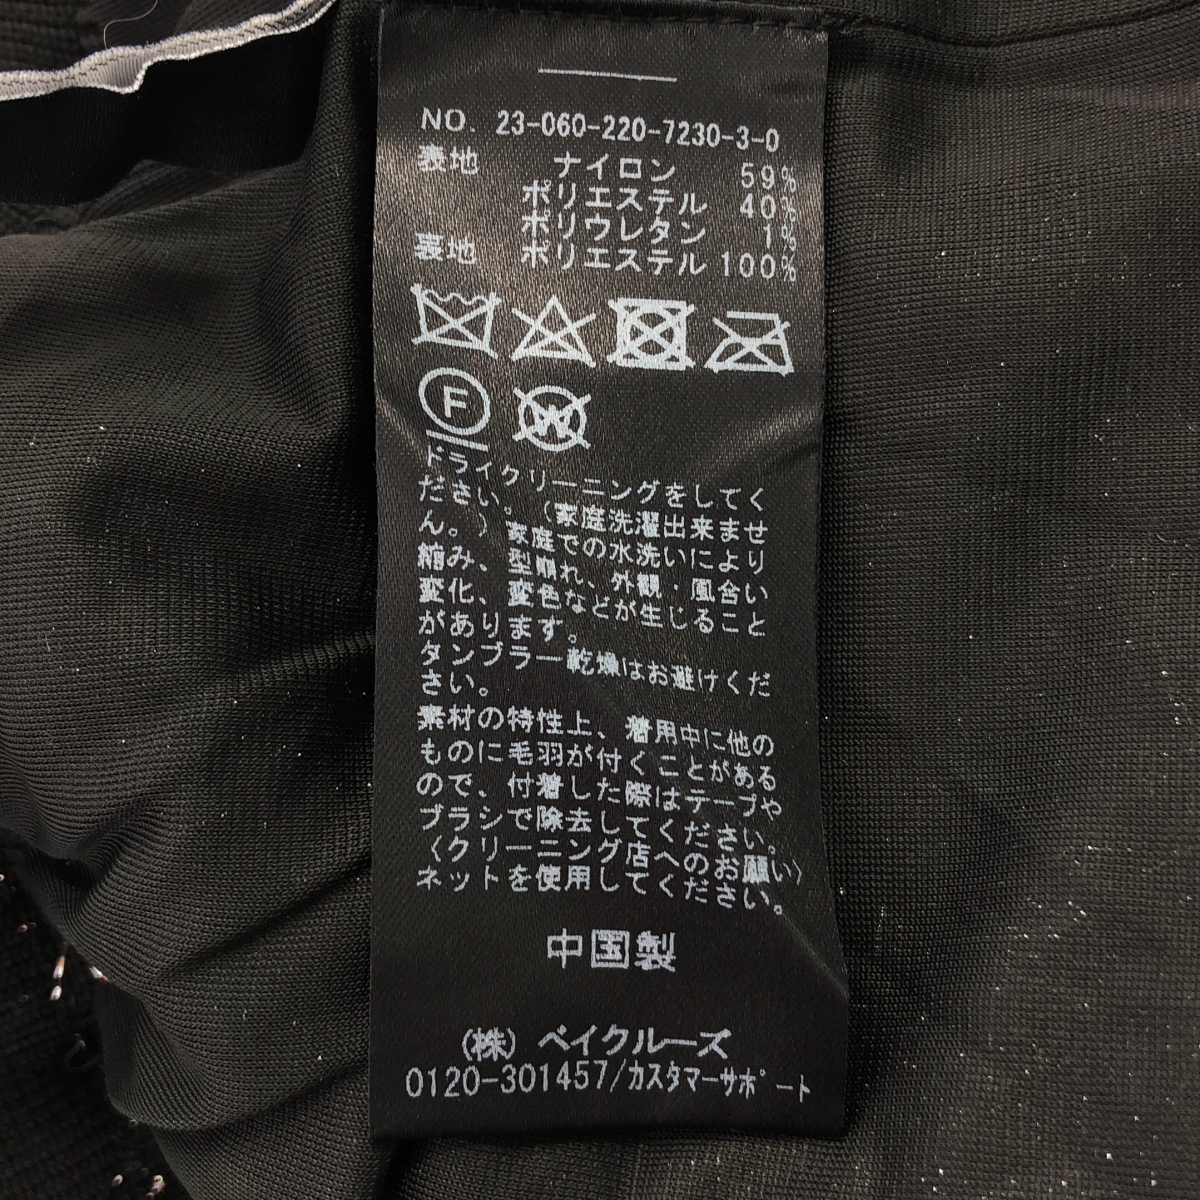 NO. 23-060-220-7230-3-0
表地 ナイロン 59%
ポリエステル 40%
ポリウレタン 1%
裏地 ポリエステル 100%
F W
ドライクリーニングをしてく
ださい。(家庭洗濯出来ませ
ん。)家庭での水洗いにより
縮み、型崩れ、外観・風合い
変化、変色などが生じること
があります。
タンブラー乾燥はお避けくだ
さい。
素材の特性上、着用中に他の
ものに毛羽が付くことがある
ので、付着した際はテープや
ブラシで除去してください。
〈クリーニング店へのお願い〉
ネットを使用してください。
中国製
(株) ベイクルーズ
0120-301457/カスタマーサポート